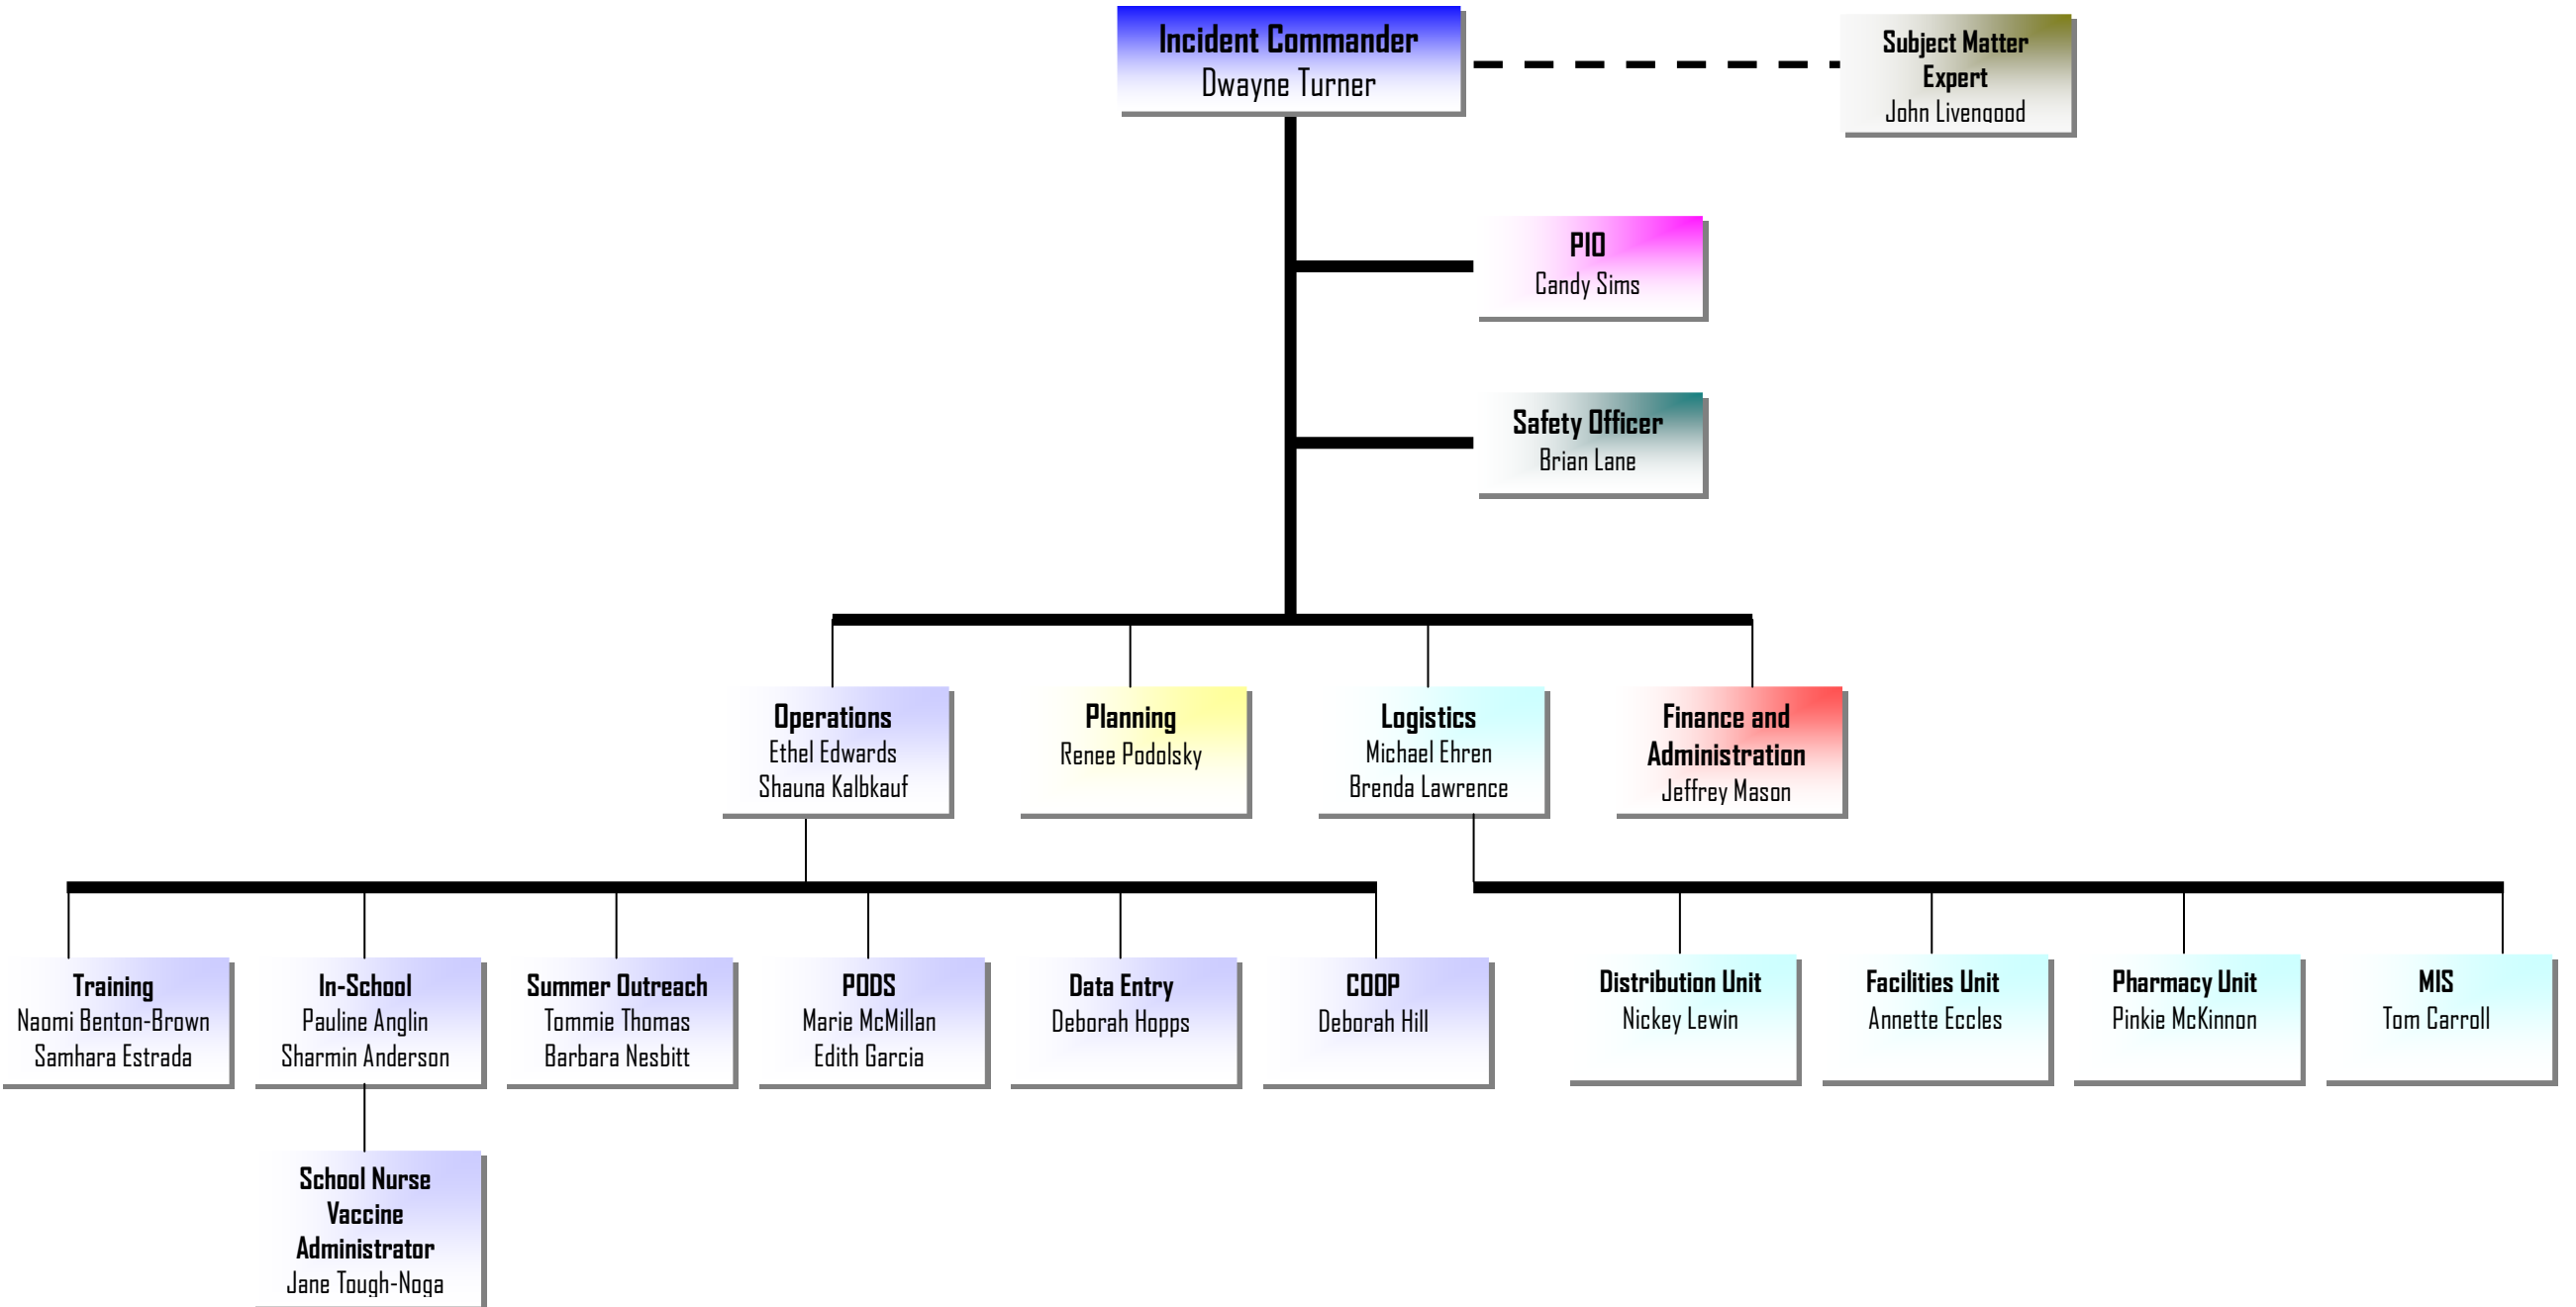 Incident Commander
Dwayne Turner
Subject Matter
Expert
John Livengood
PIO
Candy Sims
Safety Officer
Brian Lane
Operations
Ethel Edwards
Shauna Kalbkauf
Planning
Renee Podolsky
Logistics
Michael Ehren
Brenda Lawrence
Finance and
Administration
Jeffrey Mason
Training
Naomi Benton-Brown
Samhara Estrada
In-School
Pauline Anglin
Sharmin Anderson
Summer Outreach
Tommie Thomas
Barbara Nesbitt
PODS
Marie McMillan
Edith Garcia
Data Entry
Deborah Hopps
COOP
Deborah Hill
Distribution Unit
Nickey Lewin
Facilities Unit
Annette Eccles
Pharmacy Unit
Pinkie McKinnon
MIS
Tom Carroll
School Nurse
Vaccine
Administrator
Jane Tough-Noga